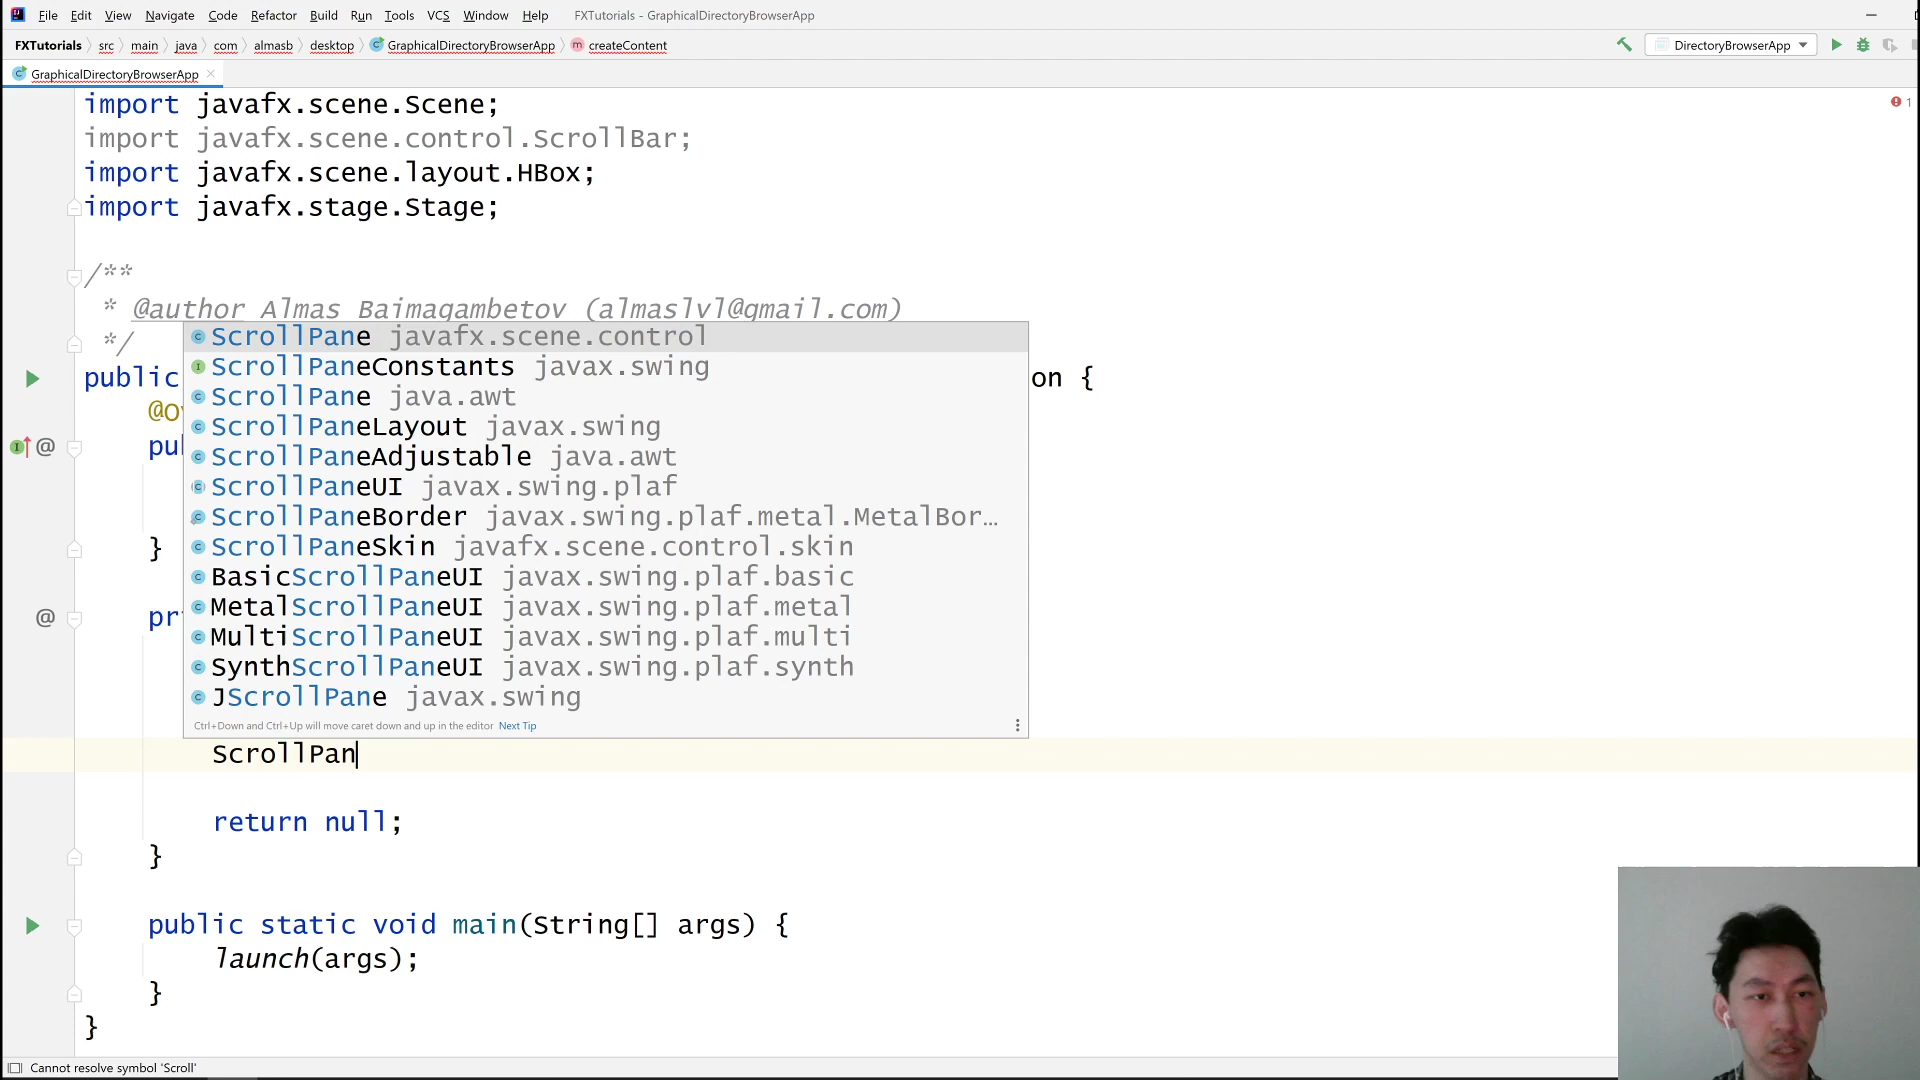 File Edit View Navigate Code Refactor Build Run Tools VCS Window Help FXTutorials - GraphicalDirectoryBrowserApp
FXTutorials src main java com almasb desktop GraphicalDirectoryBrowserApp createContent DirectoryBrowserApp
GraphicalDirectoryBrowserApp
import javafx.scene.Scene;
1
import javafx.scene.control.ScrollBar;
import javafx.scene.layout.HBox;
import javafx.stage.Stage;
/**
* @author Almas Baimagambetov (almaslvl@gmail.com)
*/
ScrollPane javafx.scene.control
ScrollPaneConstants javax.swing
public on {
ScrollPane java.awt
@Ov
ScrollPaneLayout javax.swing
pu
ScrollPaneAdjustable java.awt
ScrollPaneUI javax.swing.plaf
ScrollPaneBorder javax.swing.plaf.metal.MetalBor…
ScrollPaneSkin javafx.scene.control.skin
}
BasicScrollPaneUI javax.swing.plaf.basic
MetalScrollPaneUI javax.swing.plaf.metal
pr
MultiScrollPaneUI javax.swing.plaf.multi
SynthScrollPaneUI javax.swing.plaf.synth
JScrollPane javax.swing
Ctrl+Down and Ctrl+Up will move caret down and up in the editor Next Tip
ScrollPan
return null;
}
public static void main(String[] args) {
launch(args);
}
}
Cannot resolve symbol 'Scroll'